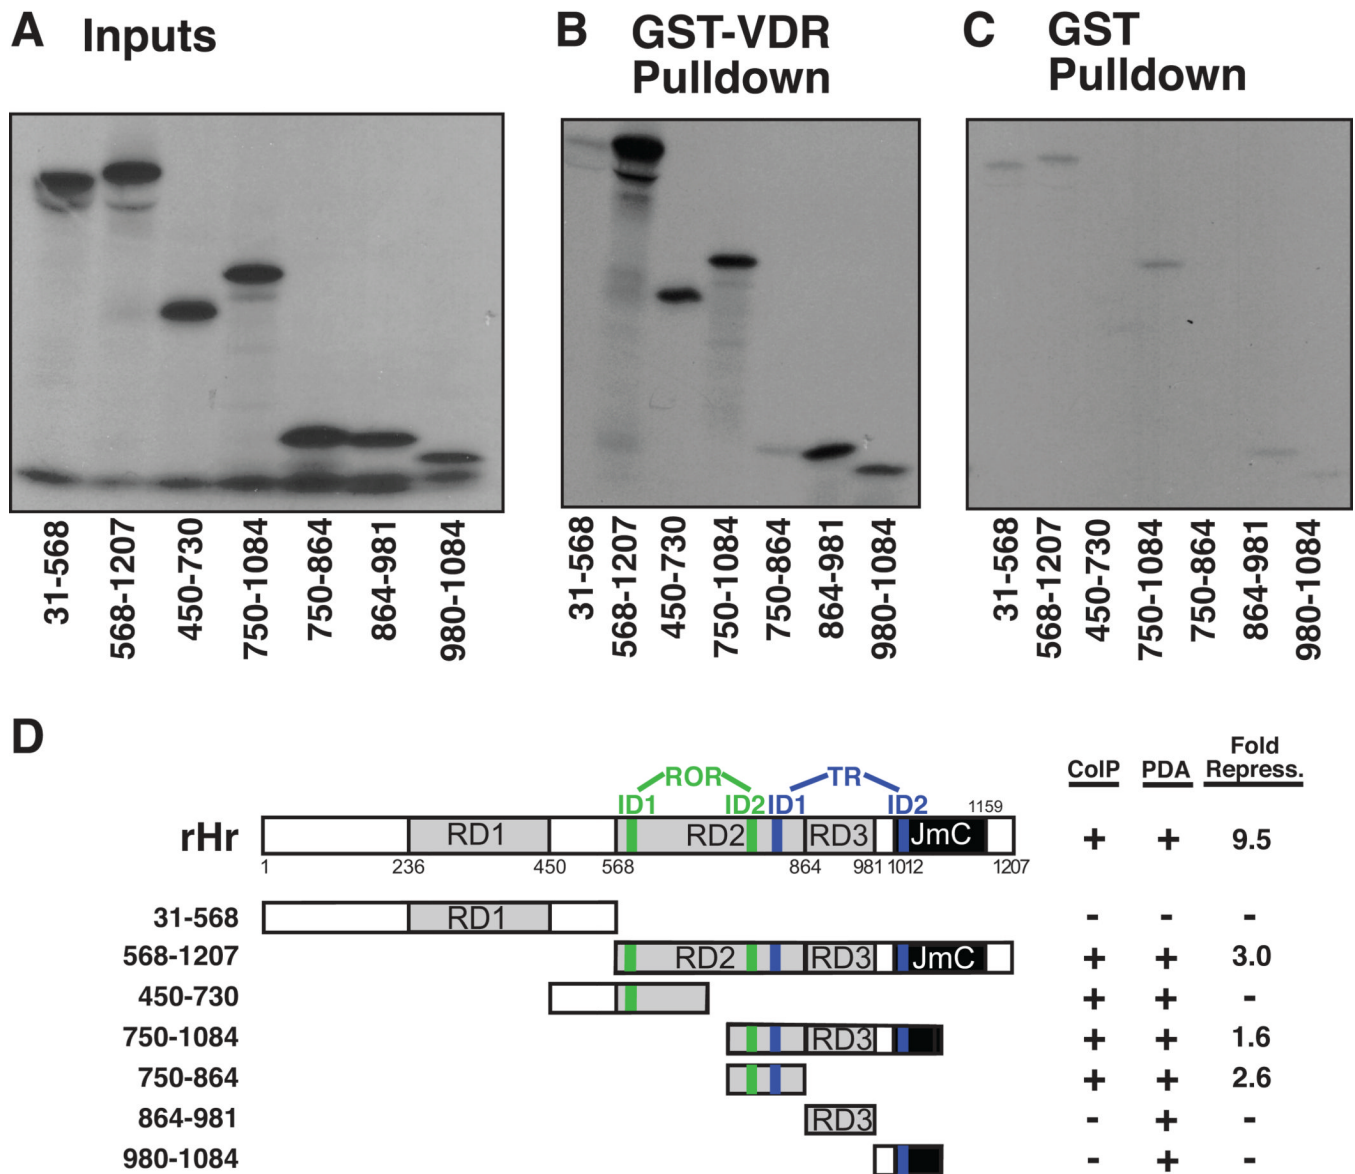 A Inputs
B GST-VDR Pulldown
C GST Pulldown
31-568
568-1207
450-730
750-1084
750-864
864-981
980-1084
31-568
568-1207
450-730
750-1084
750-864
864-981
980-1084
31-568
568-1207
450-730
750-1084
750-864
864-981
980-1084
D
ROR TR
ID1 ID2 ID1 ID2 1159
CoIP PDA Fold Repress.
rHr RD1 RD2 RD3 JmC + + 9.5
1 236 450 568 864 981 1012 1207
31-568 RD1 - - -
568-1207 RD2 RD3 JmC + + 3.0
450-730 + + -
750-1084 RD3 + + 1.6
750-864 + + 2.6
864-981 RD3 - + -
980-1084 - + -